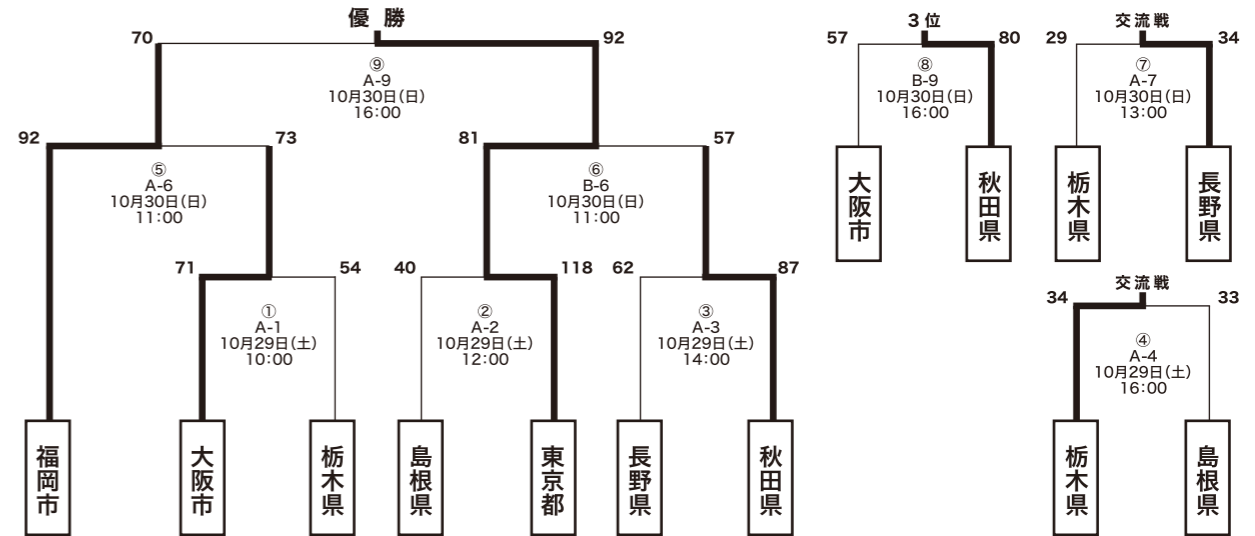 優勝
70
92
⑨
A-9
10月30日(日)
16:00
92
73
⑤
A-6
10月30日(日)
11:00
81
57
⑥
B-6
10月30日(日)
11:00
71
54
①
A-1
10月29日(土)
10:00
40
118
②
A-2
10月29日(土)
12:00
62
87
③
A-3
10月29日(土)
14:00
福岡市
大阪市
栃木県
島根県
東京都
長野県
秋田県
3位
57
80
⑧
B-9
10月30日(日)
16:00
大阪市
秋田県
交流戦
29
34
⑦
A-7
10月30日(日)
13:00
栃木県
長野県
交流戦
34
33
④
A-4
10月29日(土)
16:00
栃木県
島根県